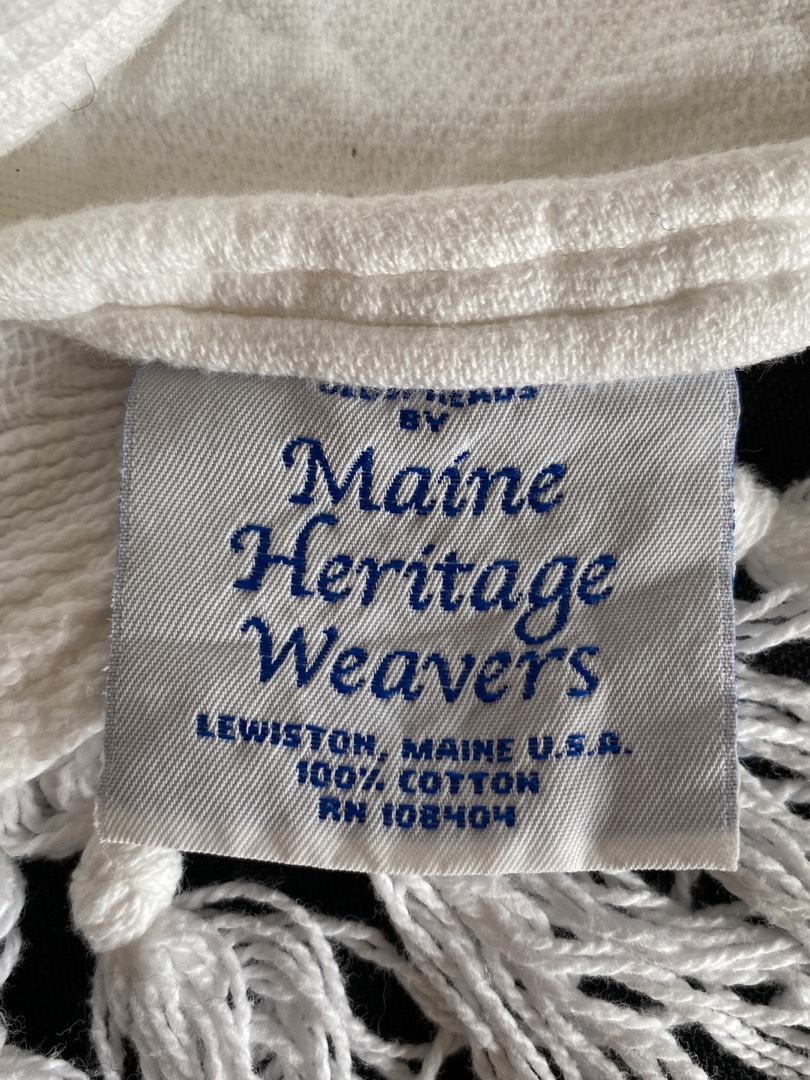 BY
Maine
Heritage
Weavers
LEWISTON, MAINE U.S.A.
100% COTTON
RN 108404